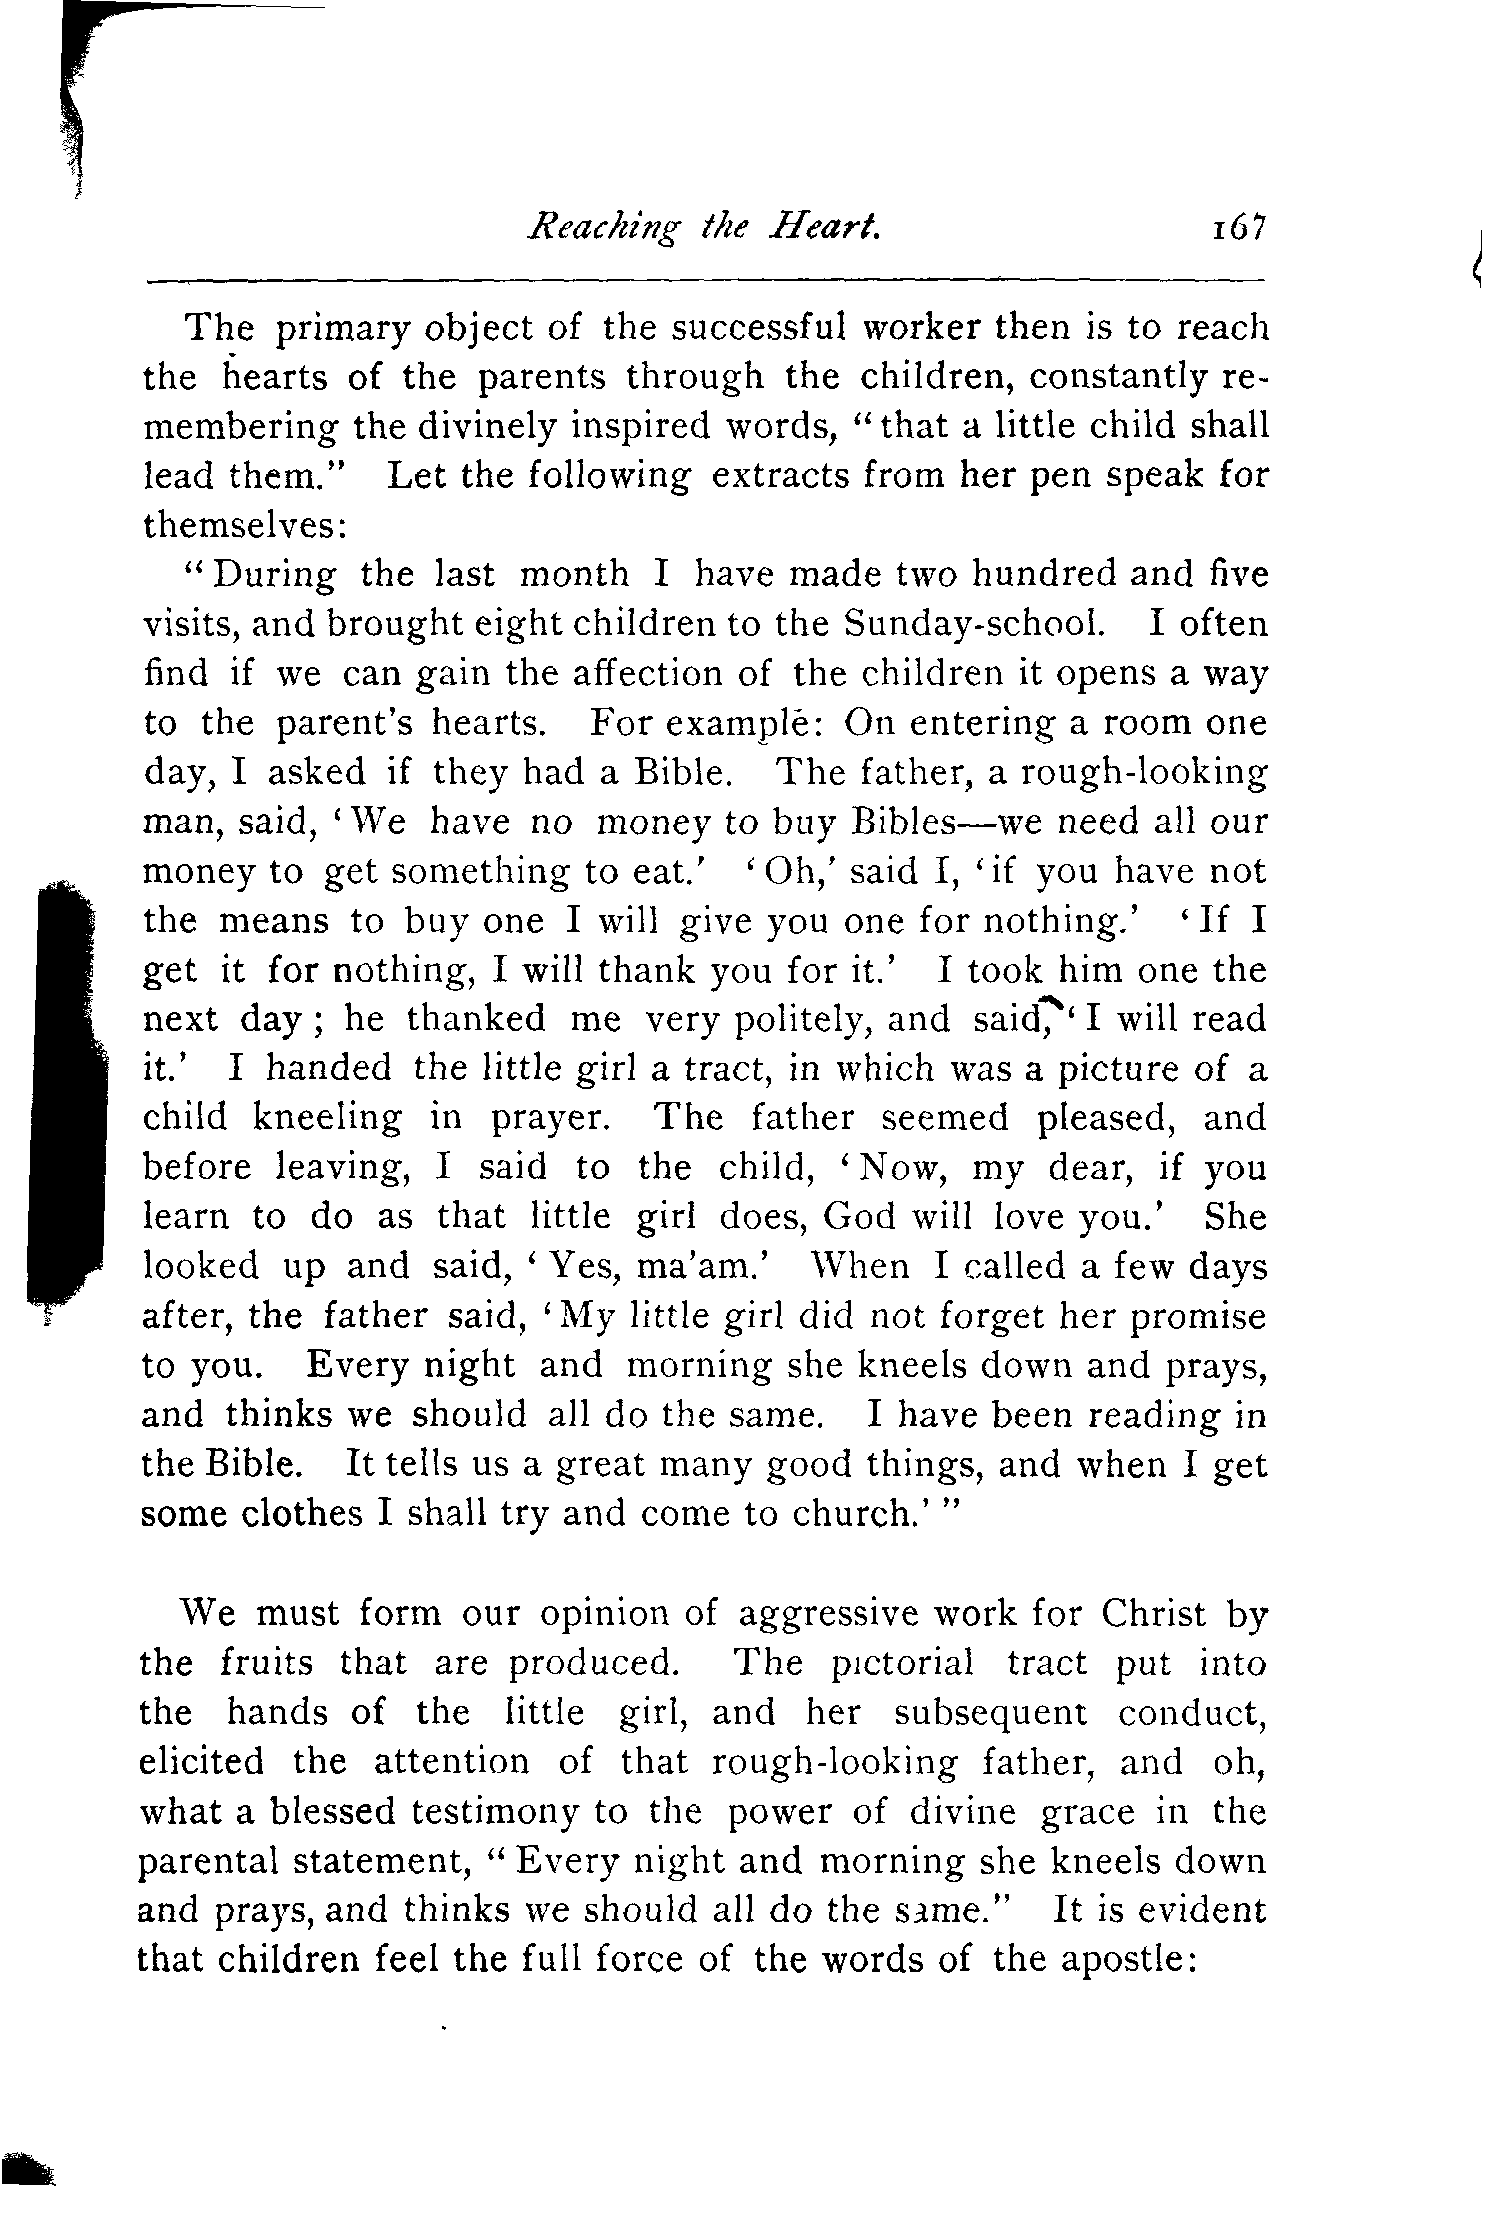 Reaching the Heart. 167
The primary object of the successful worker then is to reach
the hearts of the parents through the children, constantly re-
membering the divinely inspired words, “that a little child shall
lead them.” Let the following extracts from her pen speak for
themselves:
“During the last month I have made two hundred and five
visits, and brought eight children to the Sunday-school. I often
find if we can gain the affection of the children it opens a way
to the parent's hearts. For example: On entering a room one
day, I asked if they had a Bible. The father, a rough-looking
man, said, ‘We have no money to buy Bibles—we need all our
money to get something to eat.’ ‘Oh,’ said I, ‘if you have not
the means to buy one I will give you one for nothing.’ ‘If I
get it for nothing, I will thank you for it.’ I took him one the
next day; he thanked me very politely, and said, ‘I will read
it.’ I handed the little girl a tract, in which was a picture of a
child kneeling in prayer. The father seemed pleased, and
before leaving, I said to the child, ‘Now, my dear, if you
learn to do as that little girl does, God will love you.’ She
looked up and said, ‘Yes, ma'am.’ When I called a few days
after, the father said, ‘My little girl did not forget her promise
to you. Every night and morning she kneels down and prays,
and thinks we should all do the same. I have been reading in
the Bible. It tells us a great many good things, and when I get
some clothes I shall try and come to church.’”
We must form our opinion of aggressive work for Christ by
the fruits that are produced. The pictorial tract put into
the hands of the little girl, and her subsequent conduct,
elicited the attention of that rough-looking father, and oh,
what a blessed testimony to the power of divine grace in the
parental statement, “Every night and morning she kneels down
and prays, and thinks we should all do the same.” It is evident
that children feel the full force of the words of the apostle: